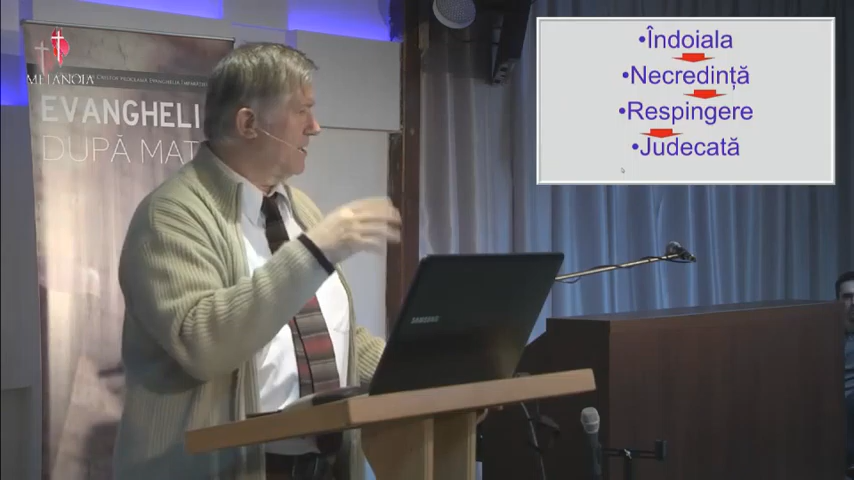 METANOIA
EVANGHELI
DUPĂ MAT
•Îndoiala
•Necredință
•Respingere
•Judecată
SAMSUNG